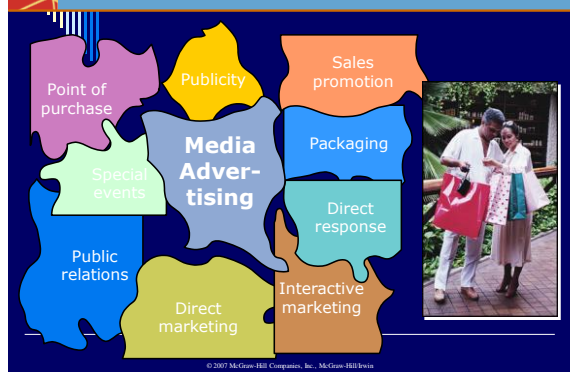 Point of
purchase
Publicity
Sales
promotion
Media
Adver-
tising
Packaging
Special
events
Direct
response
Public
relations
Interactive
marketing
Direct
marketing
© 2007 McGraw-Hill Companies, Inc., McGraw-Hill/Irwin